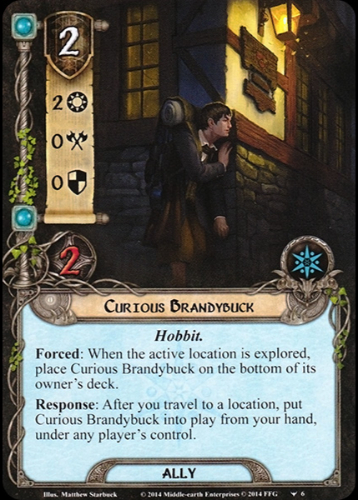 2
2
0
0
2
CURIOUS BRANDYBUCK
Hobbit.
Forced: When the active location is explored,
place Curious Brandybuck on the bottom of its
owner's deck.
Response: After you travel to a location, put
Curious Brandybuck into play from your hand,
under any player's control.
ALLY
Illus. Matthew Starbuck
© 2014 Middle-earth Enterprises © 2014 FFG
6